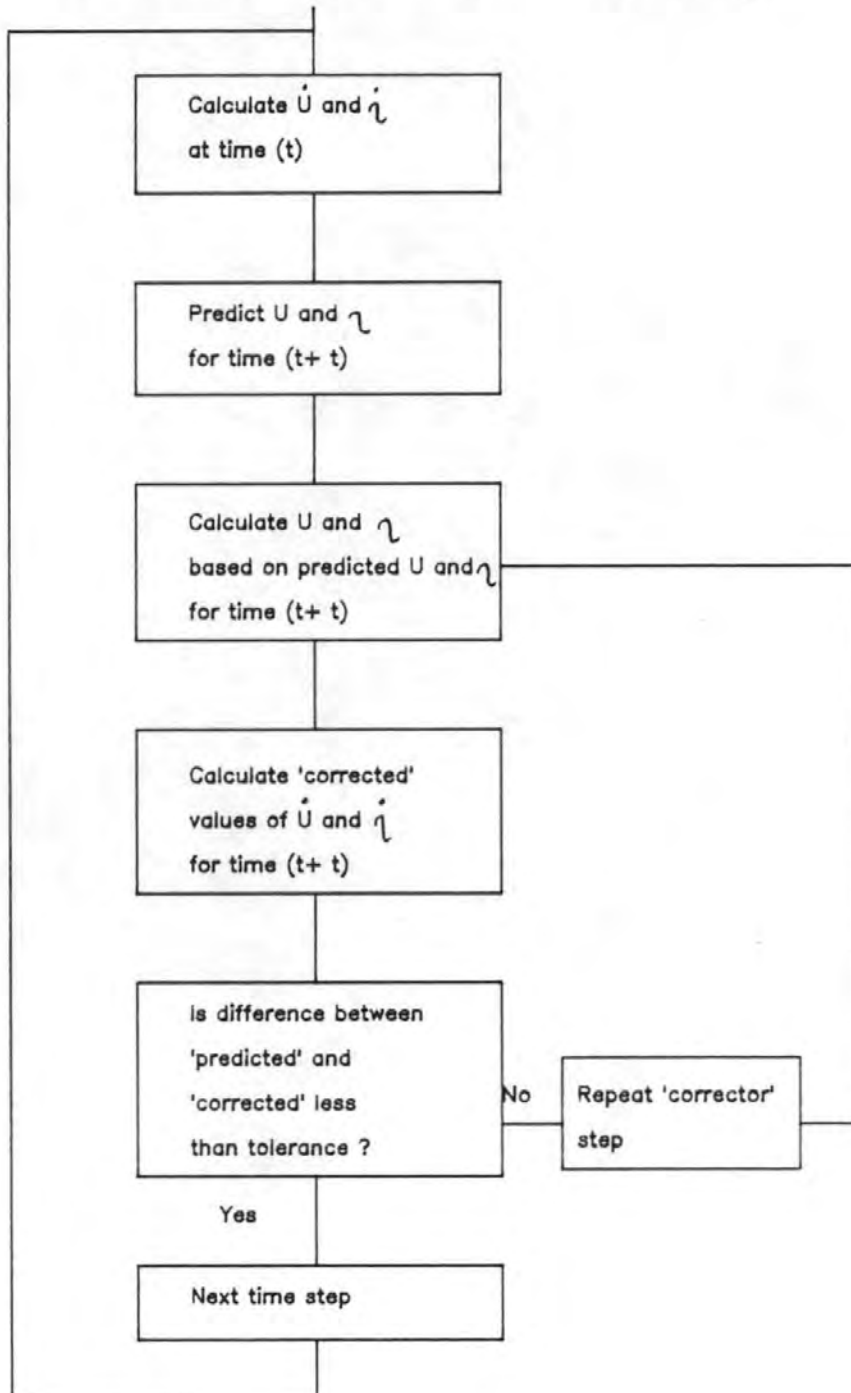 Calculate U̇ and η̇
at time (t)
Predict U and η
for time (t+ t)
Calculate U and η
based on predicted U and η
for time (t+ t)
Calculate 'corrected'
values of U̇ and η̇
for time (t+ t)
Is difference between
'predicted' and
'corrected' less
than tolerance ?
No
Repeat 'corrector'
step
Yes
Next time step